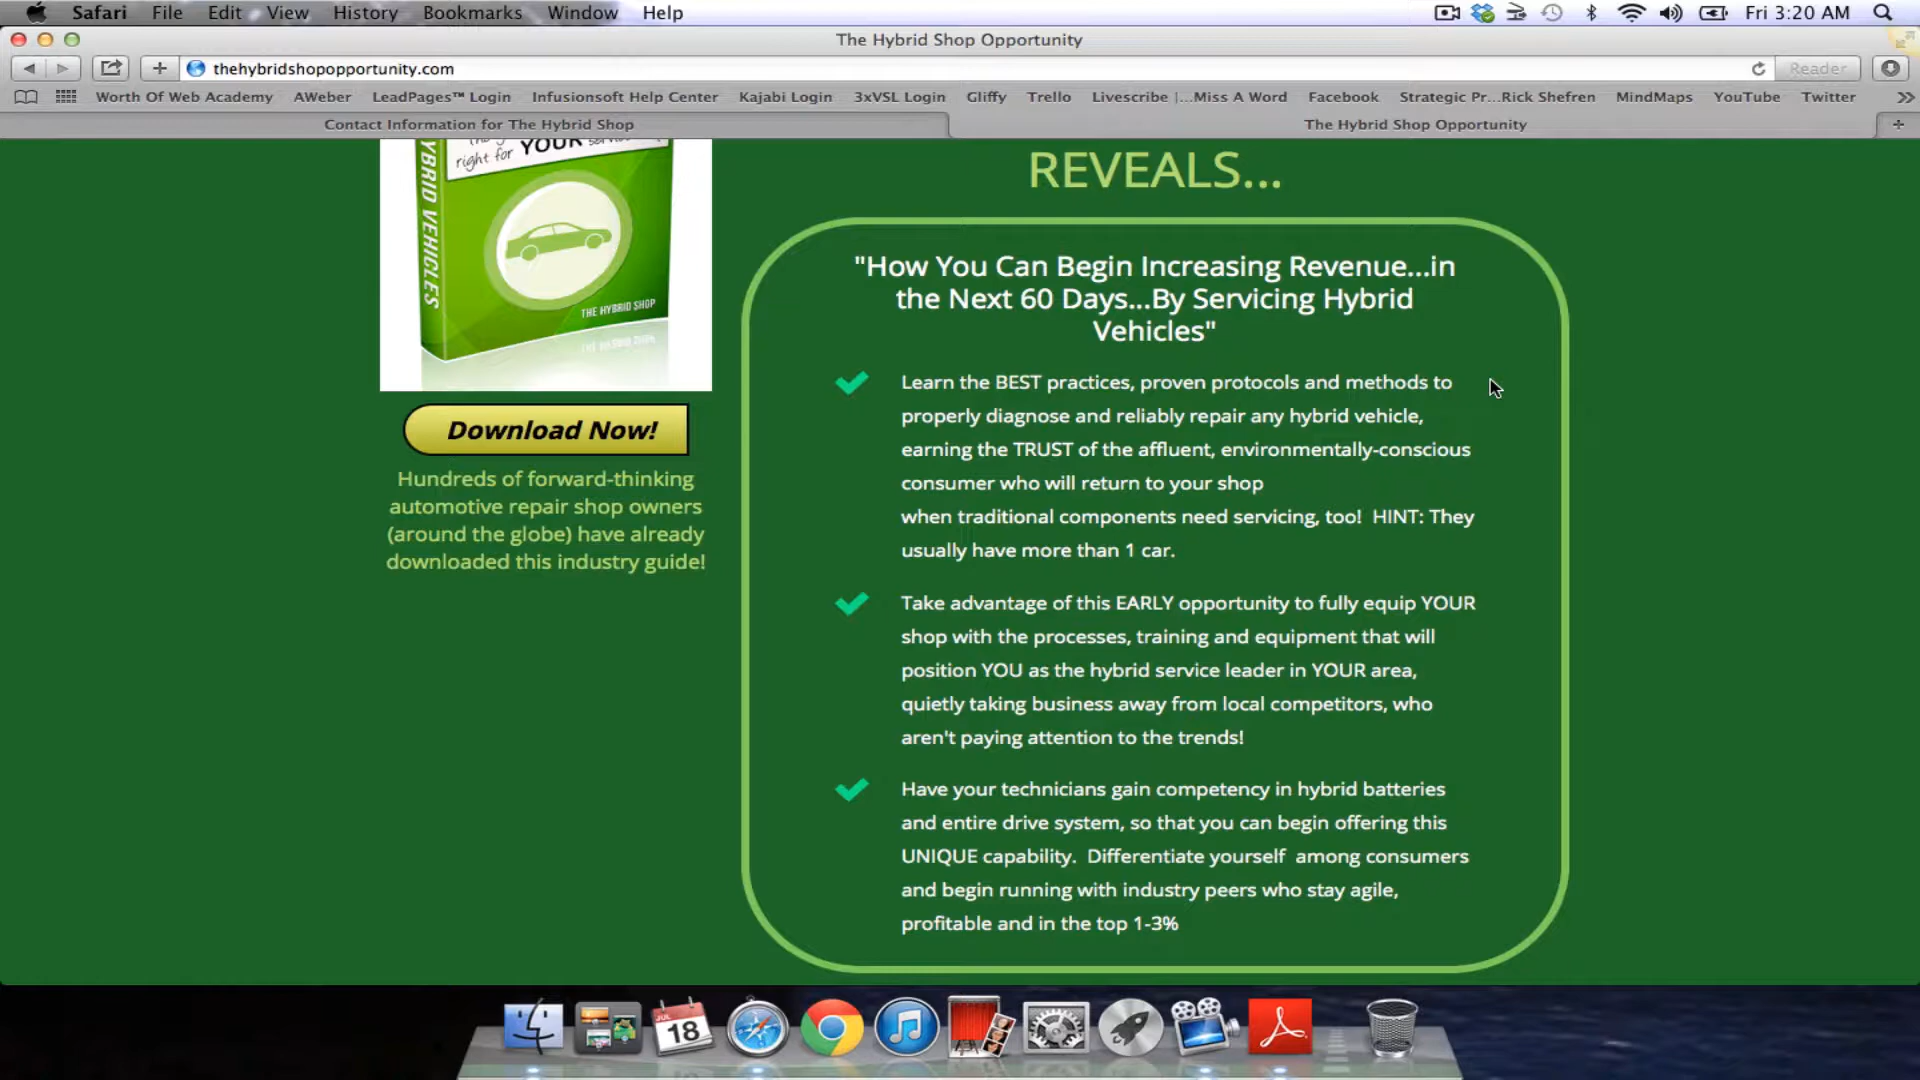 Safari File Edit View History Bookmarks Window Help Fri 3:20 AM
The Hybrid Shop Opportunity
thehybridshopopportunity.com Reader
Worth Of Web Academy AWeber LeadPages™ Login Infusionsoft Help Center Kajabi Login 3xVSL Login Gliffy Trello Livescribe |...Miss A Word Facebook Strategic Pr...Rick Shefren MindMaps YouTube Twitter
Contact Information for The Hybrid Shop The Hybrid Shop Opportunity
right for YOUR
YBRID VEHICLES
THE HYBRID SHOP
Download Now!
Hundreds of forward-thinking
automotive repair shop owners
(around the globe) have already
downloaded this industry guide!
REVEALS...
"How You Can Begin Increasing Revenue...in
the Next 60 Days...By Servicing Hybrid
Vehicles"
Learn the BEST practices, proven protocols and methods to
properly diagnose and reliably repair any hybrid vehicle,
earning the TRUST of the affluent, environmentally-conscious
consumer who will return to your shop
when traditional components need servicing, too! HINT: They
usually have more than 1 car.
Take advantage of this EARLY opportunity to fully equip YOUR
shop with the processes, training and equipment that will
position YOU as the hybrid service leader in YOUR area,
quietly taking business away from local competitors, who
aren't paying attention to the trends!
Have your technicians gain competency in hybrid batteries
and entire drive system, so that you can begin offering this
UNIQUE capability. Differentiate yourself among consumers
and begin running with industry peers who stay agile,
profitable and in the top 1-3%
JUL
18